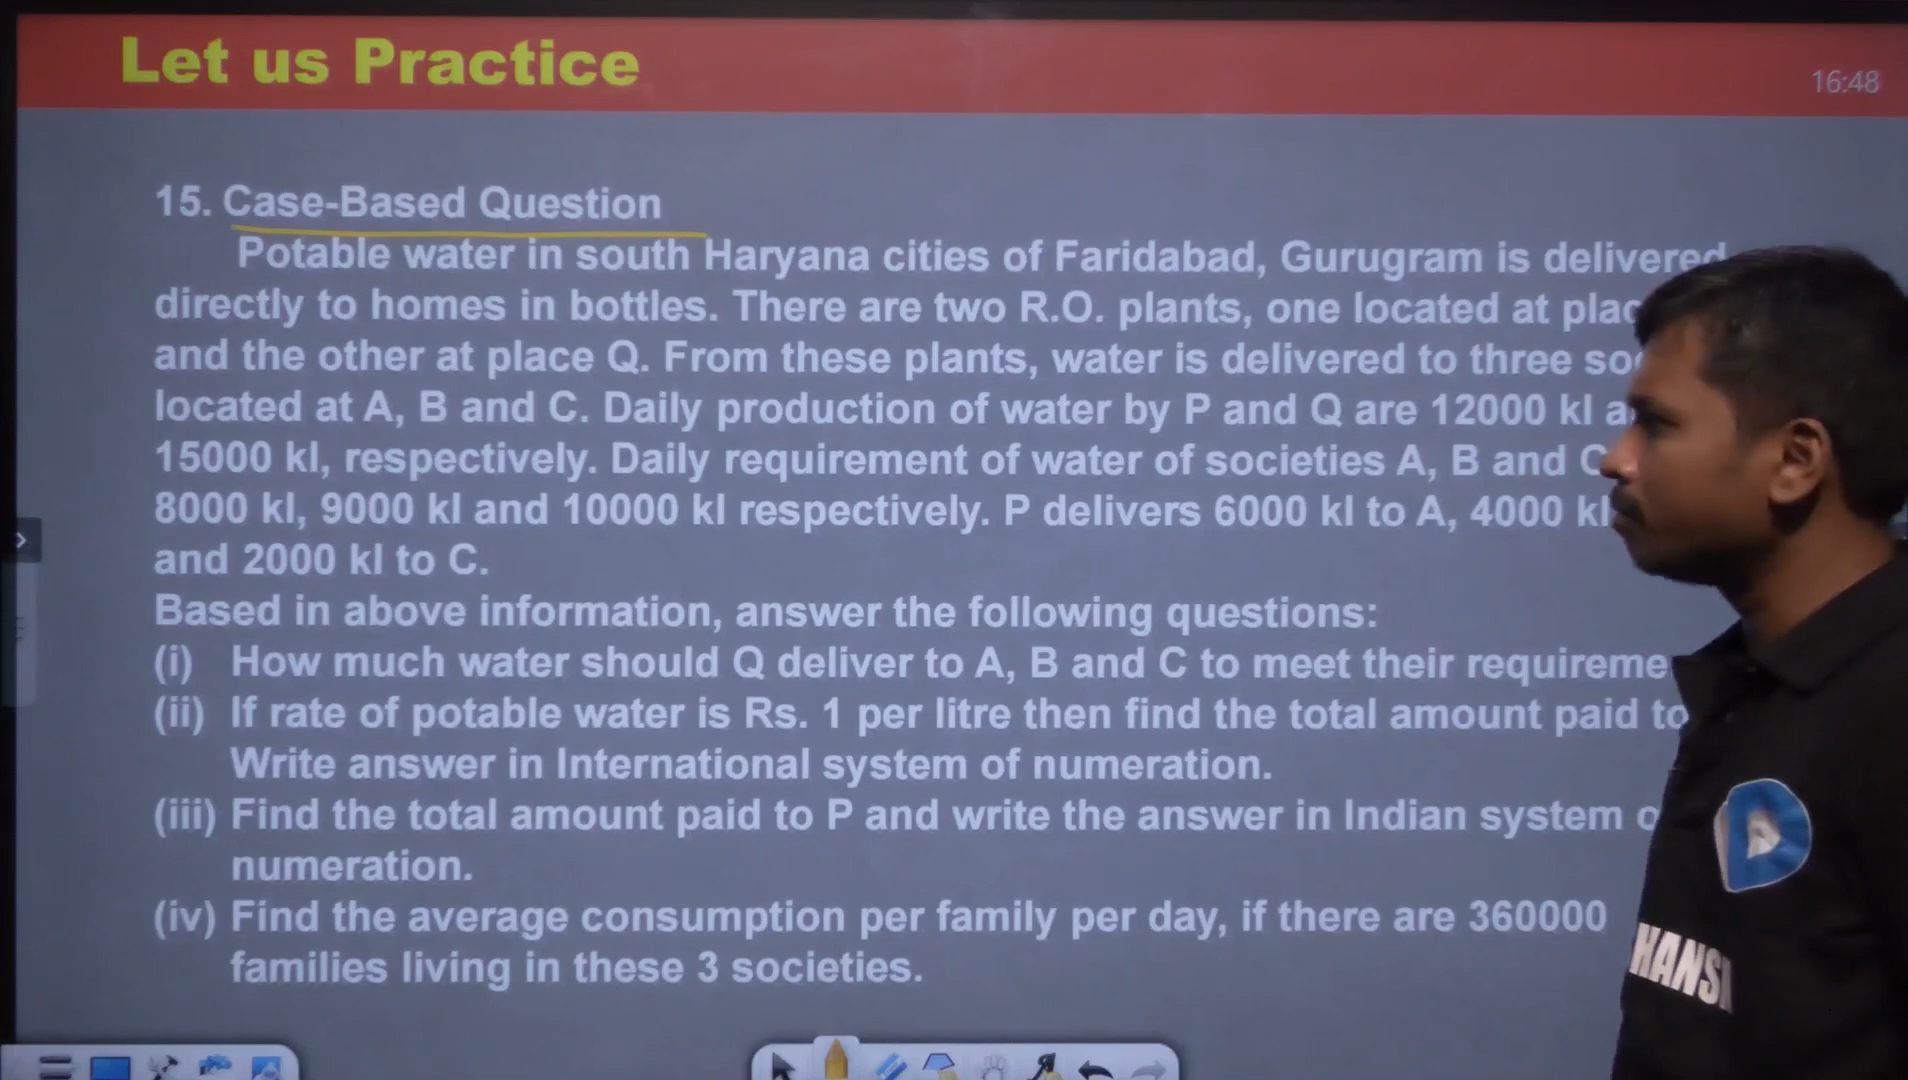 Let us Practice
16:48
15. Case-Based Question
Potable water in south Haryana cities of Faridabad, Gurugram is delivered
directly to homes in bottles. There are two R.O. plants, one located at
and the other at place Q. From these plants, water is delivered to three
located at A, B and C. Daily production of water by P and Q are 12000 kl
15000 kl, respectively. Daily requirement of water of societies A, B and C
8000 kl, 9000 kl and 10000 kl respectively. P delivers 6000 kl to A, 4000 kl
and 2000 kl to C.
Based in above information, answer the following questions:
(i) How much water should Q deliver to A, B and C to meet their
(ii) If rate of potable water is Rs. 1 per litre then find the total amount paid to
Write answer in International system of numeration.
(iii) Find the total amount paid to P and write the answer in Indian system
numeration.
(iv) Find the average consumption per family per day, if there are 360000
families living in these 3 societies.
D